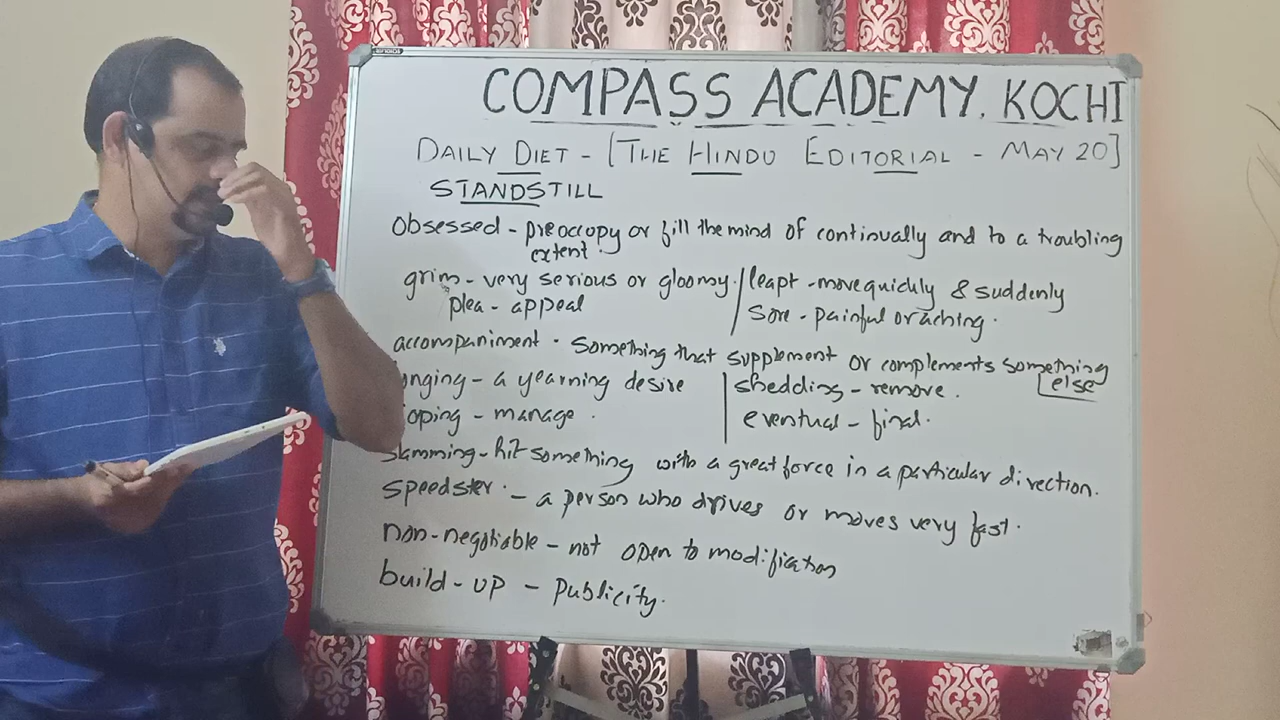 COMPASS ACADEMY, KOCHI
DAILY DIET - [THE HINDU EDITORIAL - MAY 20]
STANDSTILL
Obsessed - preoccupy or fill the mind of continually and to a troubling
extent.
grim - very serious or gloomy. / leapt - move quickly & suddenly
plea - appeal / Sore - painful or aching.
accompaniment - Something that supplement or complements something
else
onging - a yearning desire | shedding - remove.
oping - manage. | eventual - final.
slamming - hit something with a great force in a particular direction.
Speedster - a person who drives or moves very fast.
non-negotiable - not open to modification
build-up - Publicity.